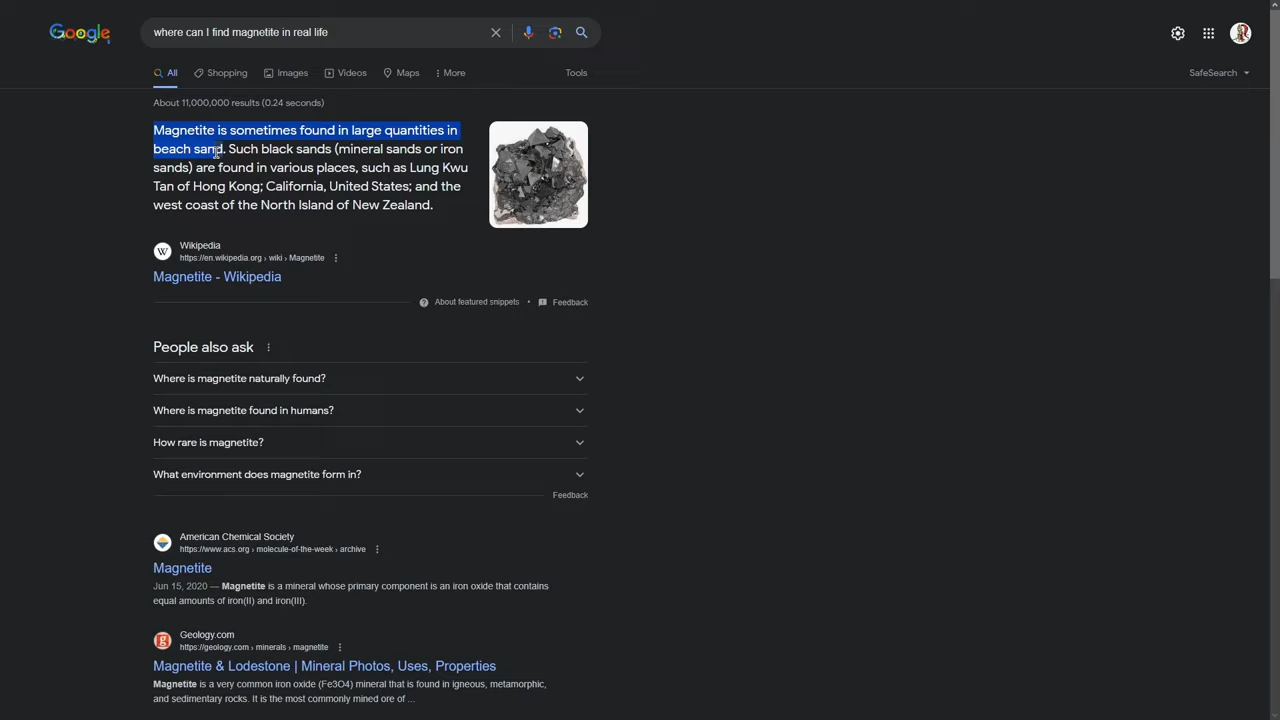 Google
where can I find magnetite in real life
All
Shopping
Images
Videos
Maps
More
Tools
SafeSearch
About 11,000,000 results (0.24 seconds)
Magnetite is sometimes found in large quantities in
beach sand. Such black sands (mineral sands or iron
sands) are found in various places, such as Lung Kwu
Tan of Hong Kong; California, United States; and the
west coast of the North Island of New Zealand.
W
Wikipedia
https://en.wikipedia.org › wiki › Magnetite
Magnetite - Wikipedia
About featured snippets • Feedback
People also ask
Where is magnetite naturally found?
Where is magnetite found in humans?
How rare is magnetite?
What environment does magnetite form in?
Feedback
American Chemical Society
https://www.acs.org › molecule-of-the-week › archive
Magnetite
Jun 15, 2020 — Magnetite is a mineral whose primary component is an iron oxide that contains
equal amounts of iron(II) and iron(III).
g
Geology.com
https://geology.com › minerals › magnetite
Magnetite & Lodestone | Mineral Photos, Uses, Properties
Magnetite is a very common iron oxide (Fe3O4) mineral that is found in igneous, metamorphic,
and sedimentary rocks. It is the most commonly mined ore of ...